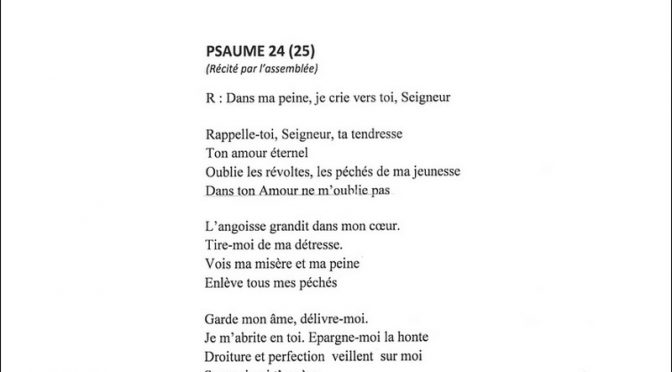 PSAUME 24 (25)
(Récité par l'assemblée)
R : Dans ma peine, je crie vers toi, Seigneur
Rappelle-toi, Seigneur, ta tendresse
Ton amour éternel
Oublie les révoltes, les péchés de ma jeunesse
Dans ton Amour ne m'oublie pas
L'angoisse grandit dans mon cœur.
Tire-moi de ma détresse.
Vois ma misère et ma peine
Enlève tous mes péchés
Garde mon âme, délivre-moi.
Je m'abrite en toi. Epargne-moi la honte
Droiture et perfection veillent sur moi